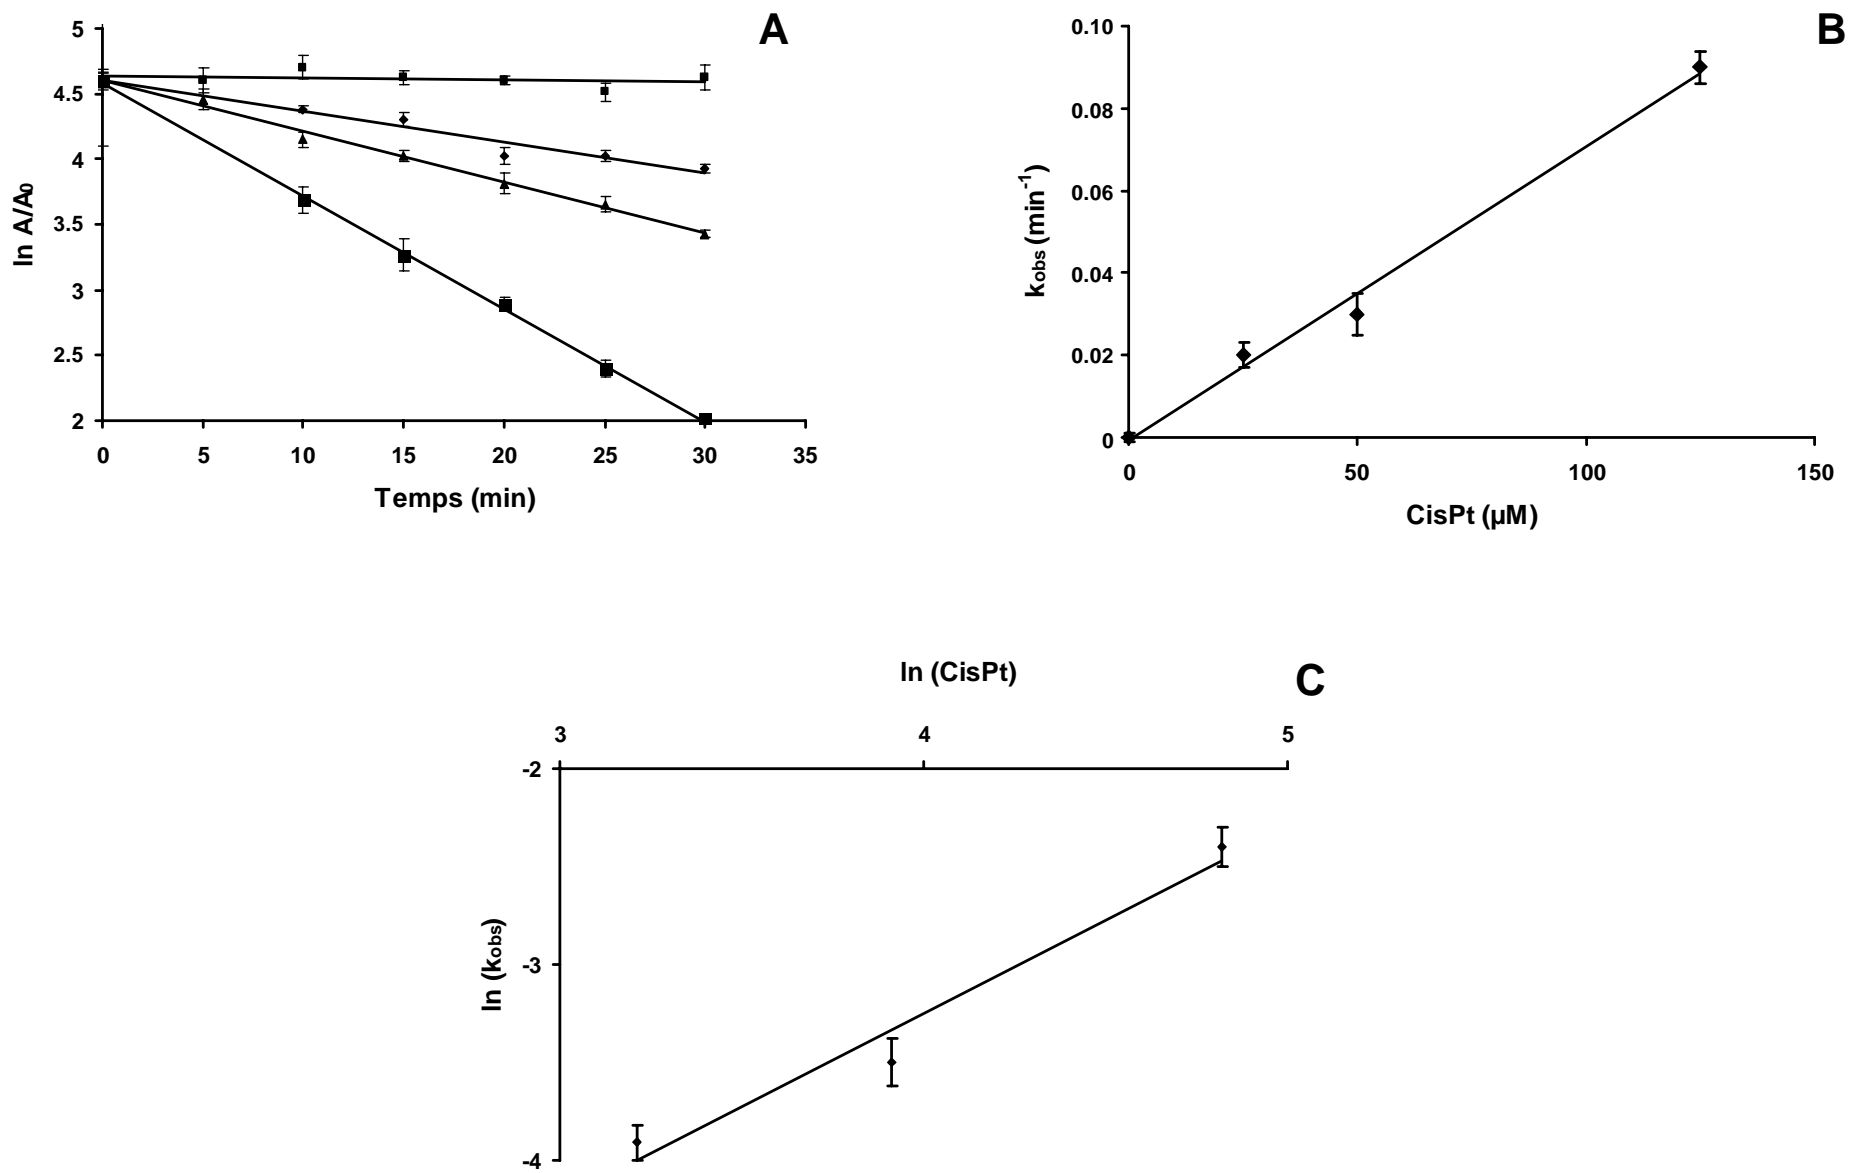 A
5
4.5
4
3.5
3
2.5
2
ln A/A0
0 5 10 15 20 25 30 35
Temps (min)
B
0.10
0.08
0.06
0.04
0.02
0
kobs (min-1)
0 50 100 150
CisPt (µM)
ln (CisPt)
C
3 4 5
-2
-3
-4
ln (kobs)